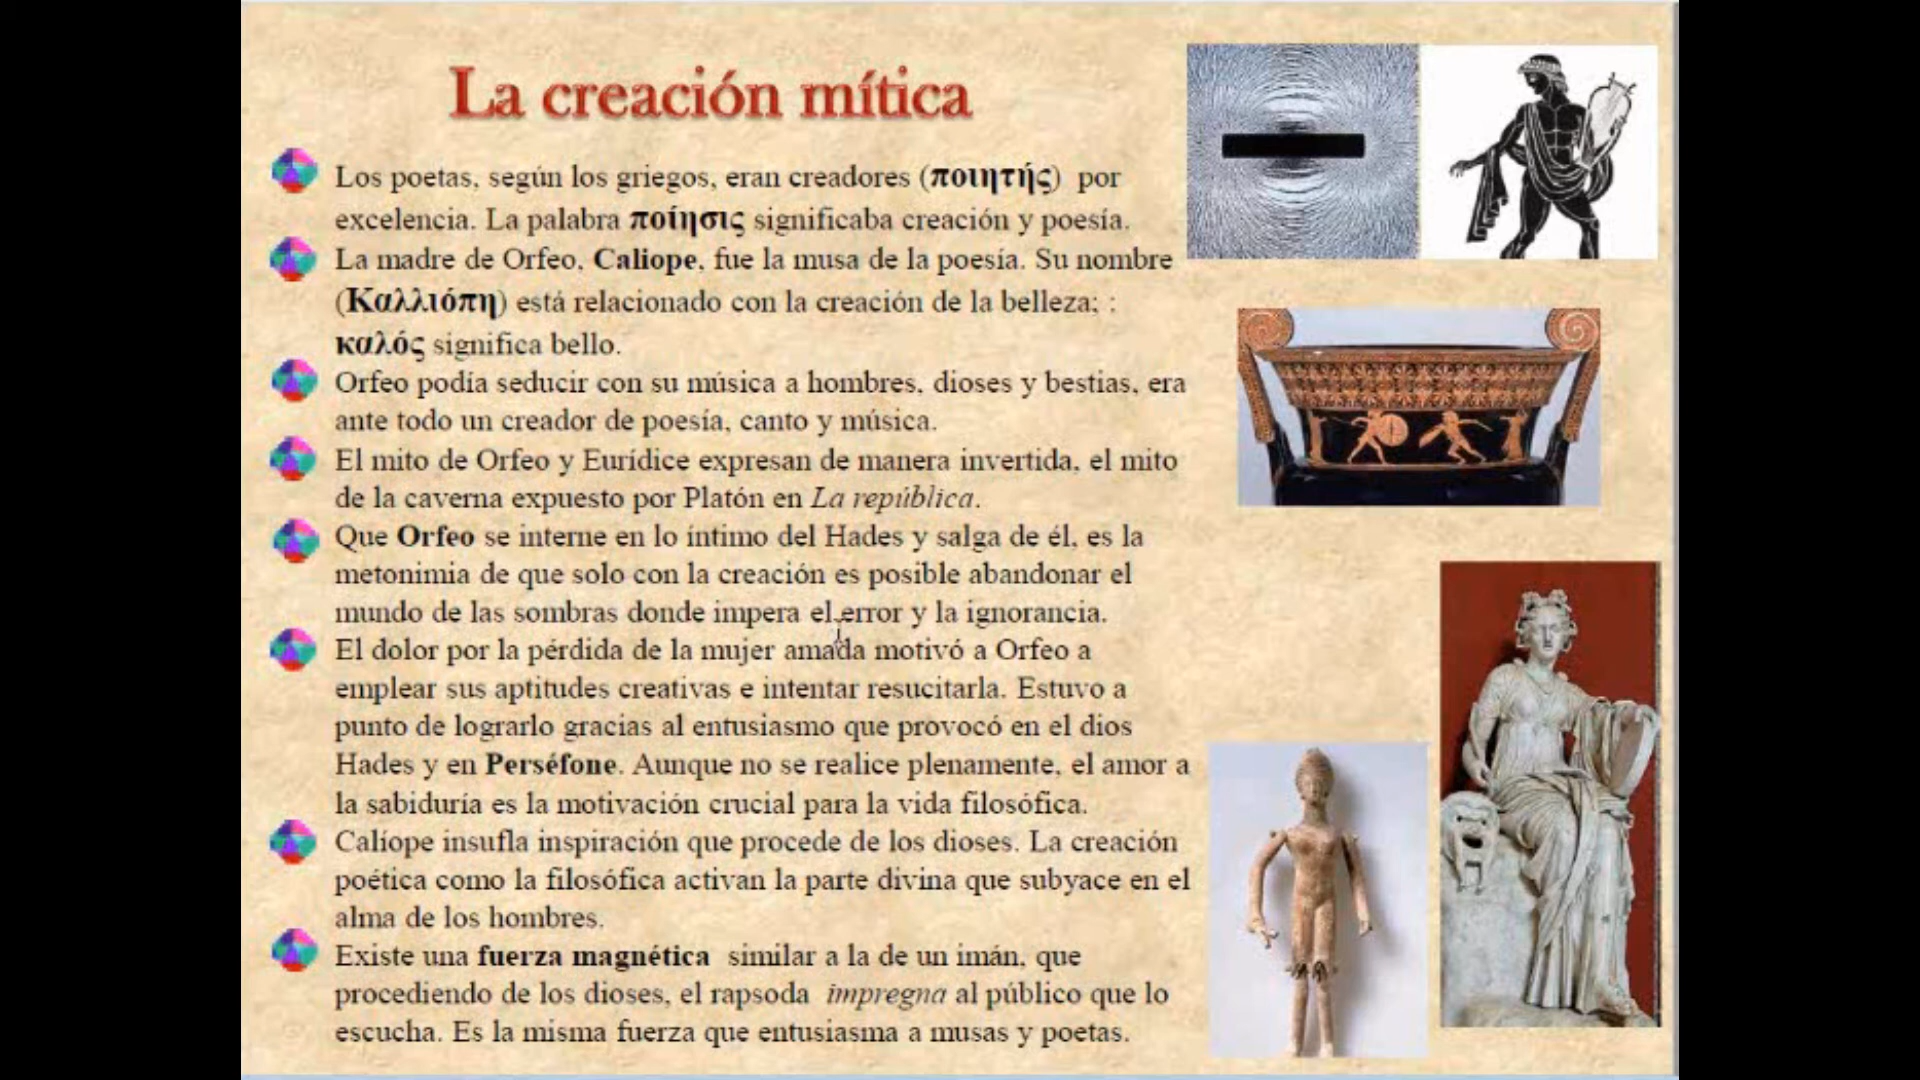 La creación mítica
Los poetas, según los griegos, eran creadores (ποιητής) por
excelencia. La palabra ποίησις significaba creación y poesía.
La madre de Orfeo, Caliope, fue la musa de la poesía. Su nombre
(Καλλιόπη) está relacionado con la creación de la belleza; :
καλός significa bello.
Orfeo podía seducir con su música a hombres, dioses y bestias, era
ante todo un creador de poesía, canto y música.
El mito de Orfeo y Eurídice expresan de manera invertida, el mito
de la caverna expuesto por Platón en La república.
Que Orfeo se interne en lo íntimo del Hades y salga de él, es la
metonimia de que solo con la creación es posible abandonar el
mundo de las sombras donde impera el error y la ignorancia.
El dolor por la pérdida de la mujer amada motivó a Orfeo a
emplear sus aptitudes creativas e intentar resucitarla. Estuvo a
punto de lograrlo gracias al entusiasmo que provocó en el dios
Hades y en Perséfone. Aunque no se realice plenamente, el amor a
la sabiduría es la motivación crucial para la vida filosófica.
Calíope insufla inspiración que procede de los dioses. La creación
poética como la filosófica activan la parte divina que subyace en el
alma de los hombres.
Existe una fuerza magnética similar a la de un imán, que
procediendo de los dioses, el rapsoda impregna al público que lo
escucha. Es la misma fuerza que entusiasma a musas y poetas.